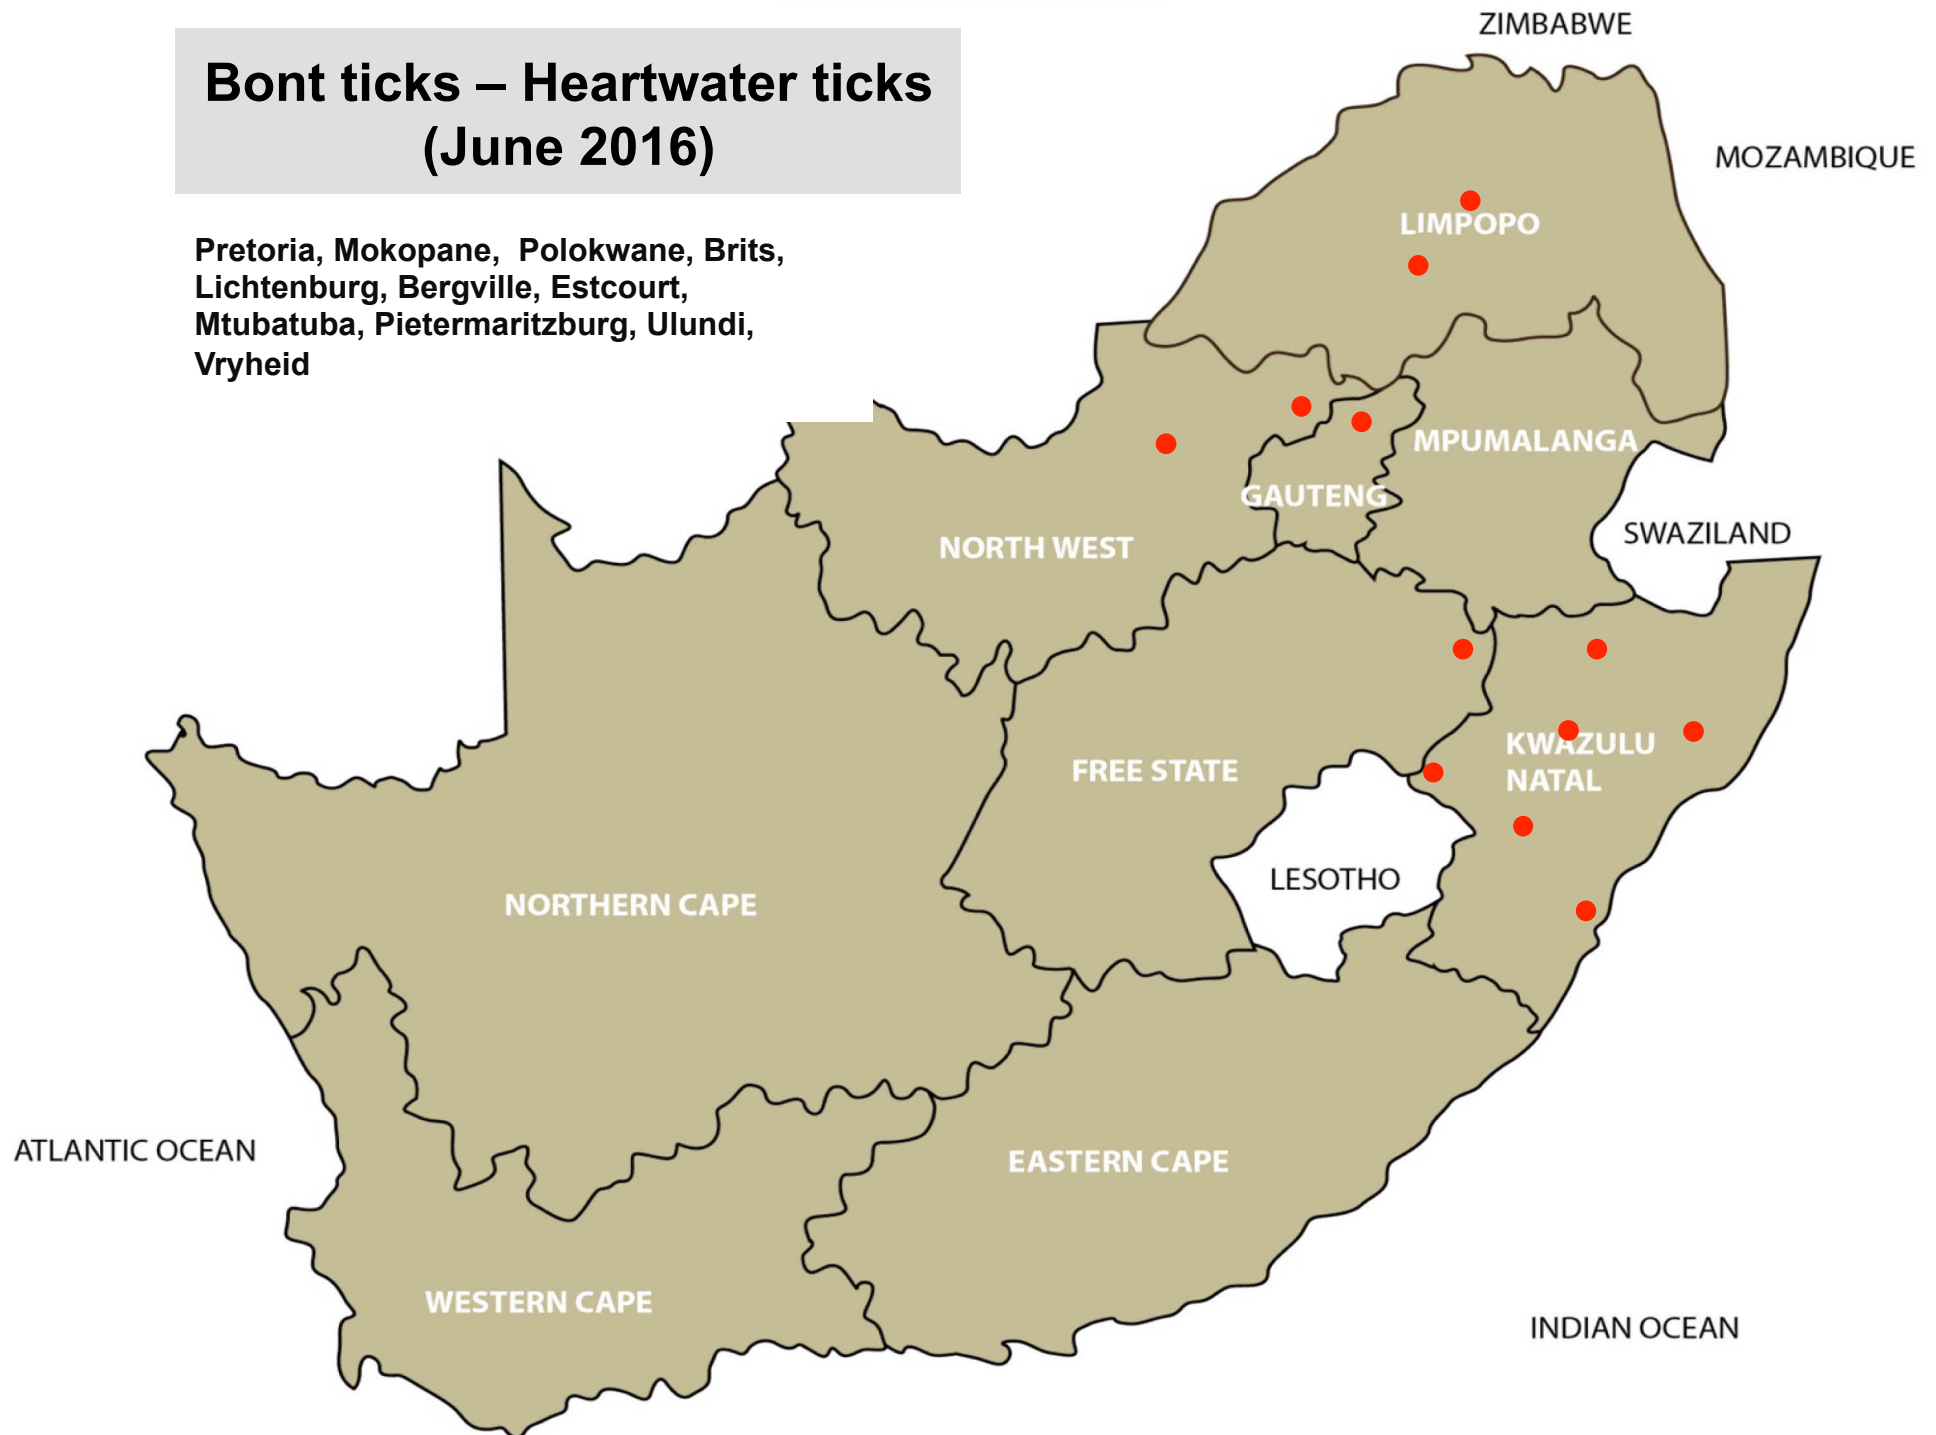 Bont ticks – Heartwater ticks
(June 2016)
Pretoria, Mokopane,  Polokwane, Brits,
Lichtenburg, Bergville, Estcourt,
Mtubatuba, Pietermaritzburg, Ulundi,
Vryheid
ZIMBABWE
MOZAMBIQUE
LIMPOPO
MPUMALANGA
GAUTENG
SWAZILAND
NORTH WEST
KWAZULU
NATAL
FREE STATE
LESOTHO
NORTHERN CAPE
ATLANTIC OCEAN
EASTERN CAPE
WESTERN CAPE
INDIAN OCEAN